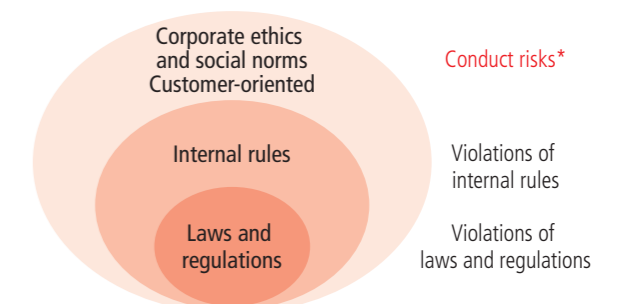 Corporate ethics
and social norms
Customer-oriented
Conduct risks*
Internal rules
Violations of
internal rules
Laws and
regulations
Violations of
laws and regulations